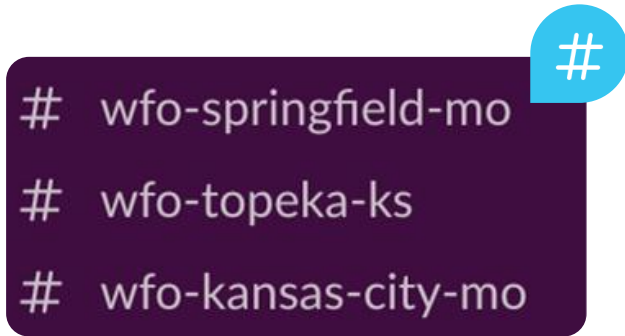 #
# wfo-springfield-mo
# wfo-topeka-ks
# wfo-kansas-city-mo